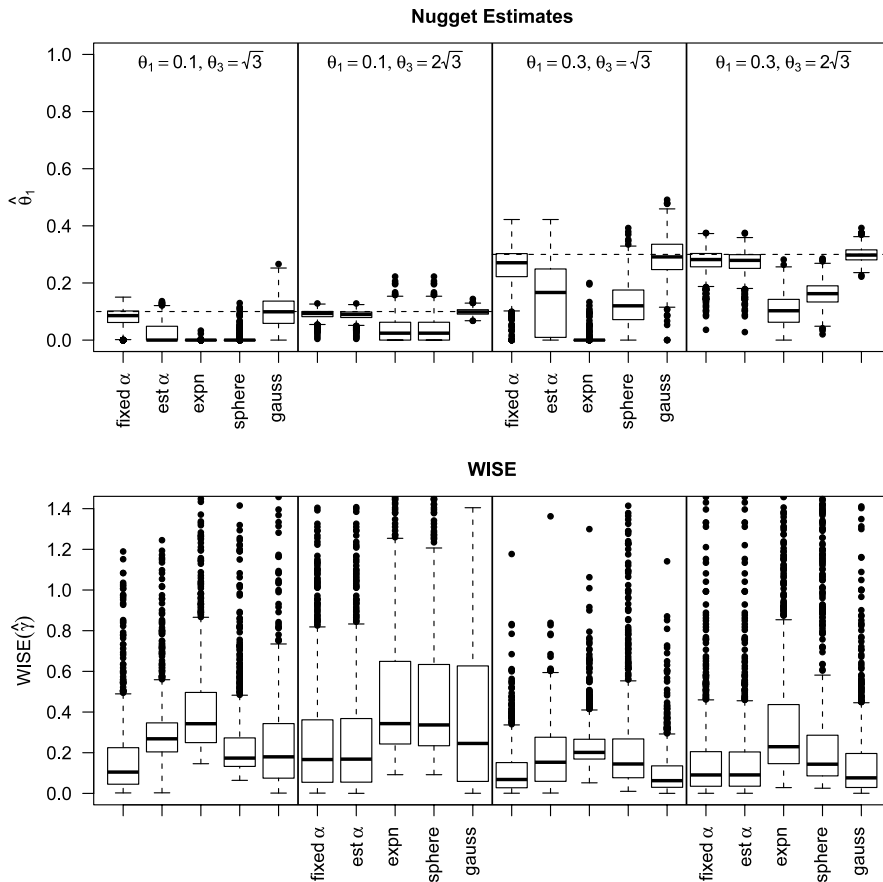 Nugget Estimates
θ₁ = 0.1, θ₃ = √3
θ₁ = 0.1, θ₃ = 2√3
θ₁ = 0.3, θ₃ = √3
θ₁ = 0.3, θ₃ = 2√3
1.0
0.8
0.6
0.4
0.2
0.0
θ̂₁
fixed α
est α
expn
sphere
gauss
fixed α
est α
expn
sphere
gauss
WISE
1.4
1.2
1.0
0.8
0.6
0.4
0.2
0.0
WISE(γ̂)
fixed α
est α
expn
sphere
gauss
fixed α
est α
expn
sphere
gauss